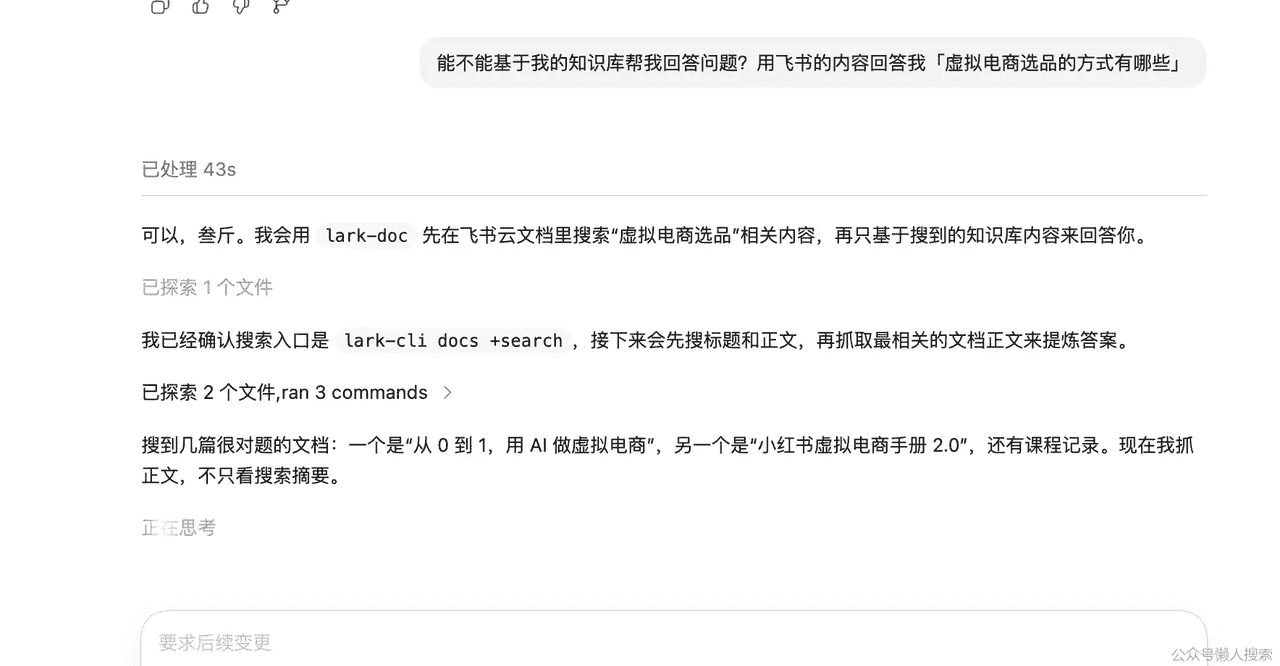 能不能基于我的知识库帮我回答问题？用飞书的内容回答我「虚拟电商选品的方式有哪些」
已处理 43s
可以，叁斤。我会用 lark-doc 先在飞书云文档里搜索“虚拟电商选品”相关内容，再只基于搜到的知识库内容来回答你。
已探索 1 个文件
我已经确认搜索入口是 lark-cli docs +search ，接下来会先搜标题和正文，再抓取最相关的文档正文来提炼答案。
已探索 2 个文件,ran 3 commands
搜到几篇很对题的文档：一个是“从 0 到 1，用 AI 做虚拟电商”，另一个是“小红书虚拟电商手册 2.0”，还有课程记录。现在我抓
正文，不只看搜索摘要。
正在思考
要求后续变更
公众号懒人搜索